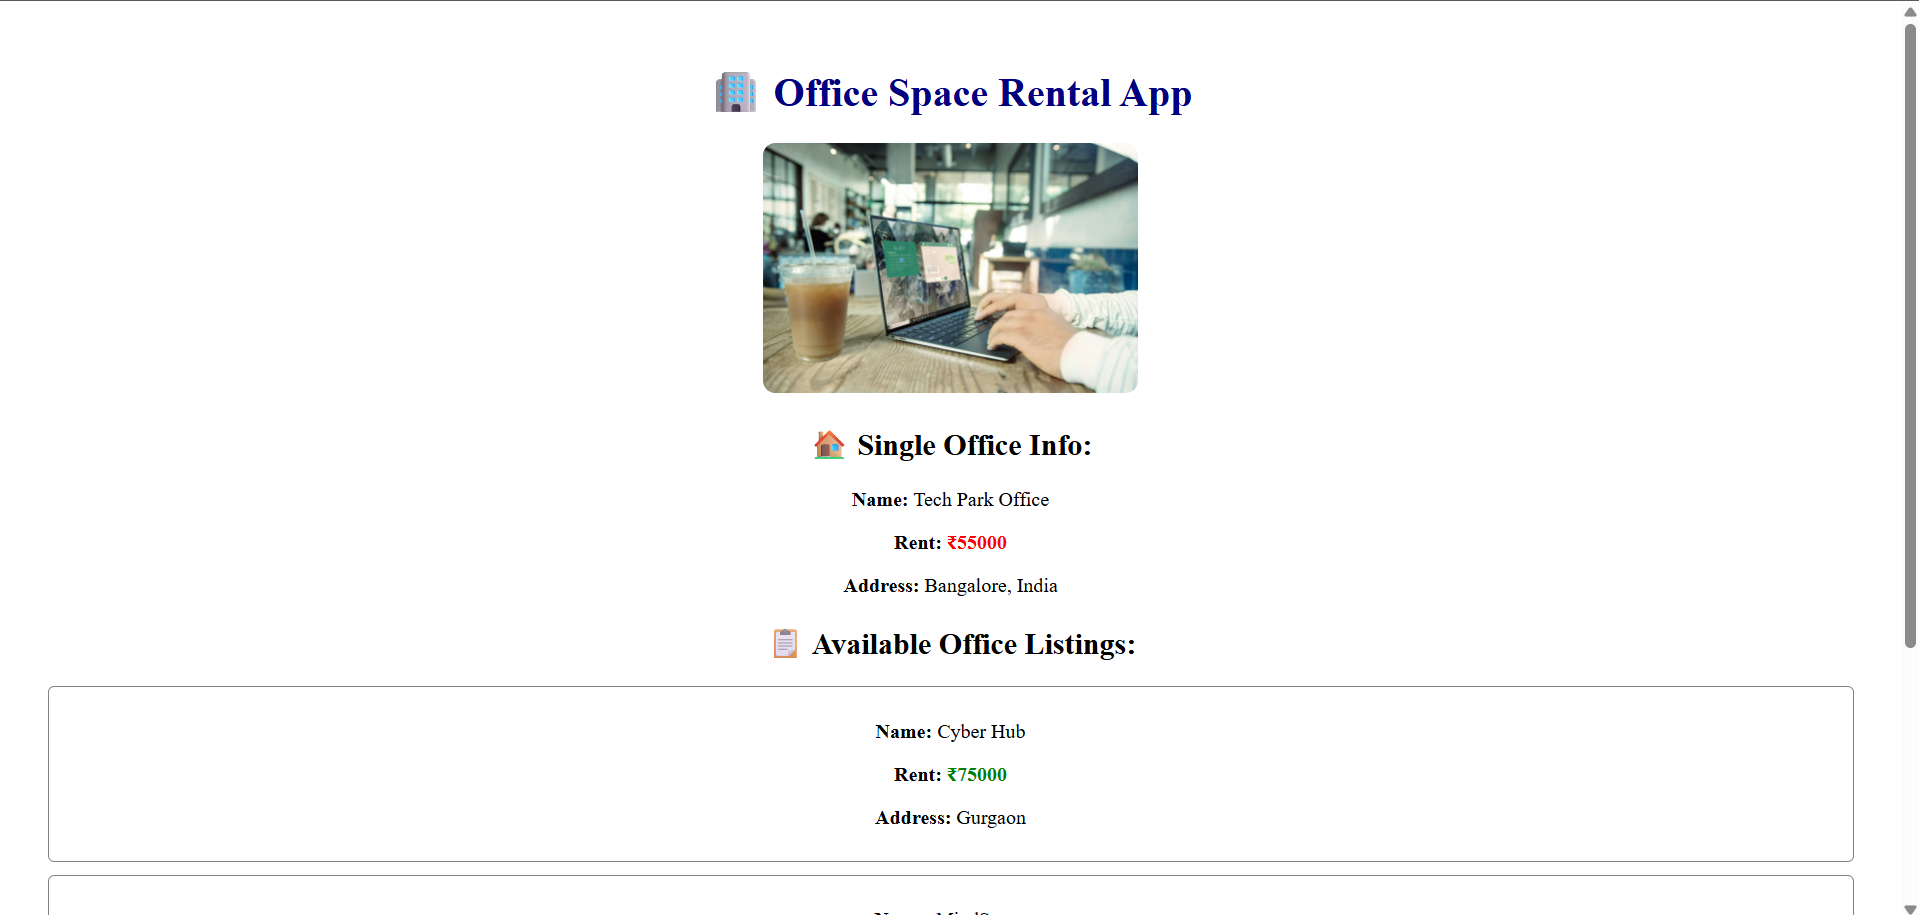 Office Space Rental App
Single Office Info:
Name: Tech Park Office
Rent: ₹55000
Address: Bangalore, India
Available Office Listings:
Name: Cyber Hub
Rent: ₹75000
Address: Gurgaon